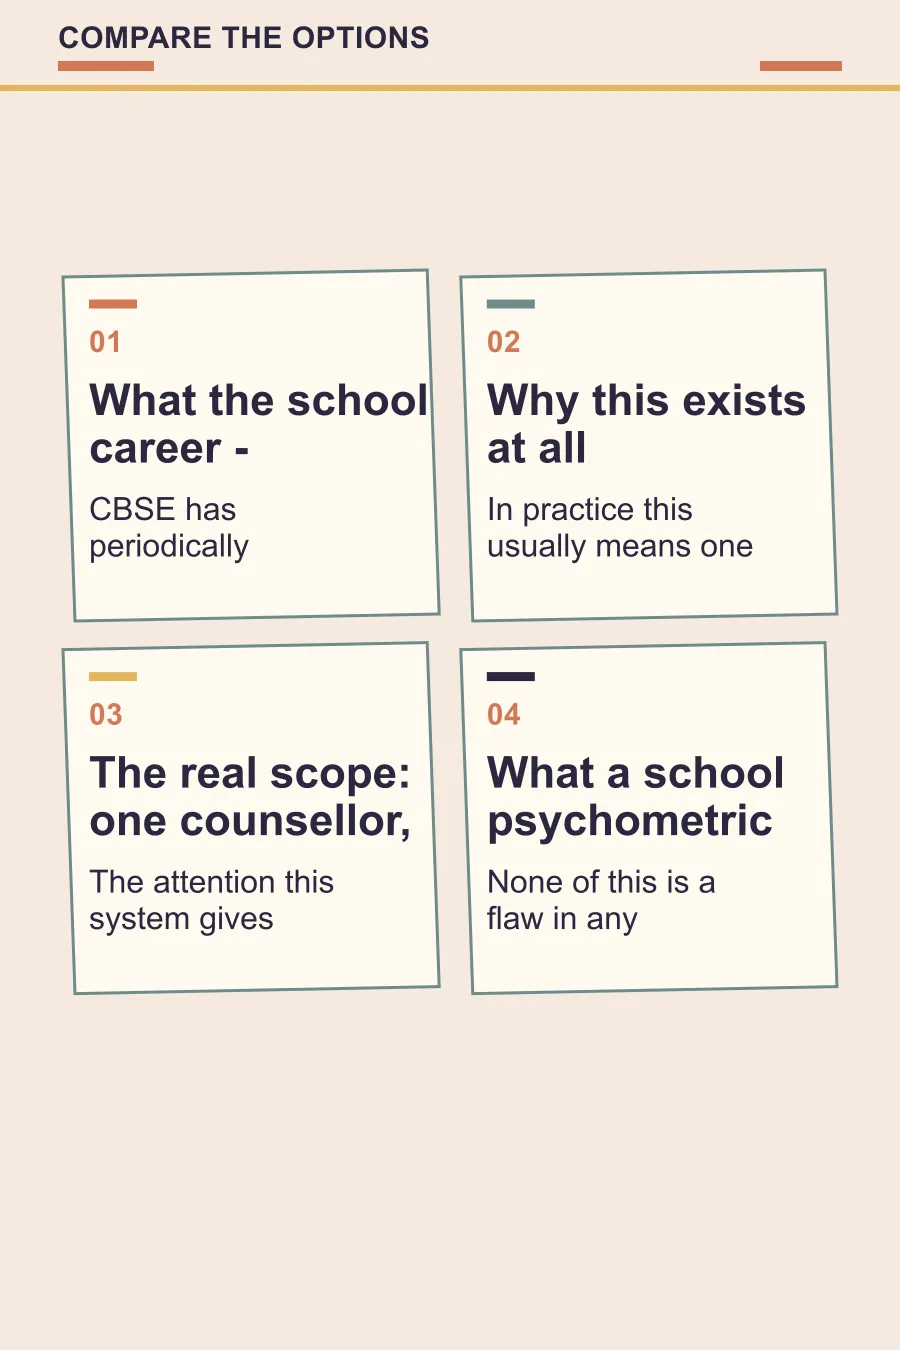 COMPARE THE OPTIONS
01
What the school
career -
CBSE has
periodically
02
Why this exists
at all
In practice this
usually means one
03
The real scope:
one counsellor,
The attention this
system gives
04
What a school
psychometric
None of this is a
flaw in any